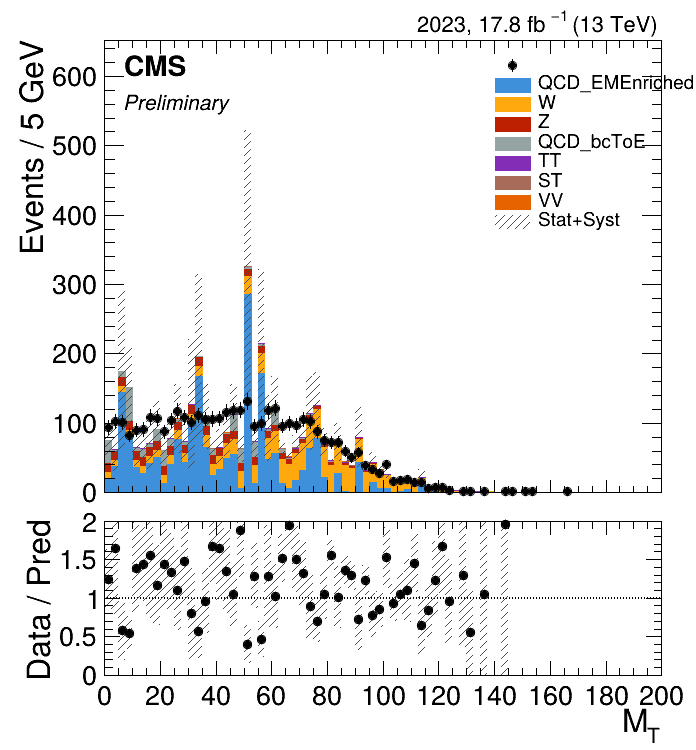 2023, 17.8 fb⁻¹ (13 TeV)
CMS
Preliminary
Events / 5 GeV
600
500
400
300
200
100
0
QCD_EMEnriched
W
Z
QCD_bcToE
TT
ST
VV
Stat+Syst
Data / Pred
2
1.5
1
0.5
0
0 20 40 60 80 100 120 140 160 180 200
M_T